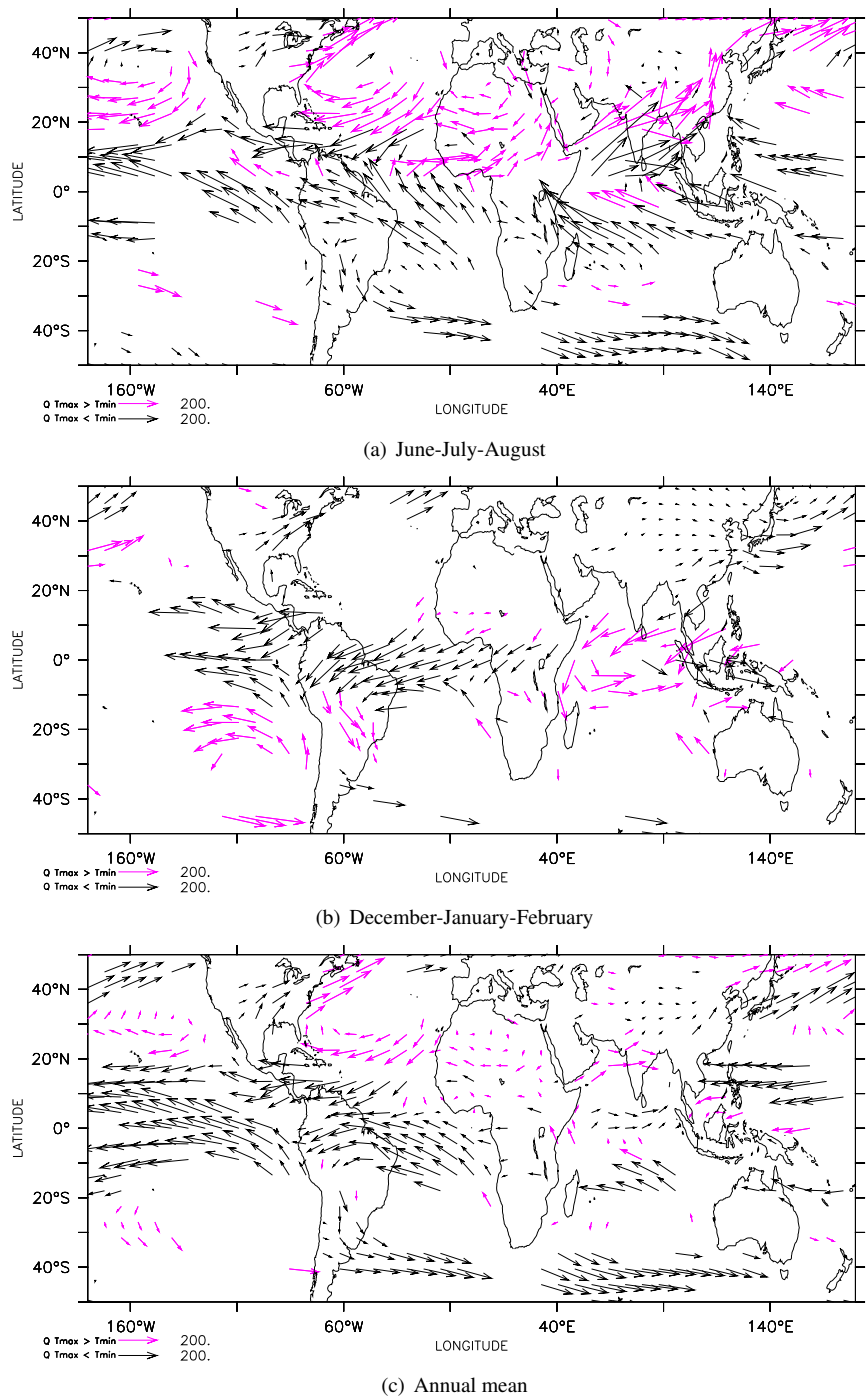 40°N
20°N
0°
20°S
40°S
LATITUDE
160°W 60°W 40°E 140°E
LONGITUDE
Q Tmax > Tmin 200.
Q Tmax < Tmin 200.
(a) June-July-August
40°N
20°N
0°
20°S
40°S
LATITUDE
160°W 60°W 40°E 140°E
LONGITUDE
Q Tmax > Tmin 200.
Q Tmax < Tmin 200.
(b) December-January-February
40°N
20°N
0°
20°S
40°S
LATITUDE
160°W 60°W 40°E 140°E
LONGITUDE
Q Tmax > Tmin 200.
Q Tmax < Tmin 200.
(c) Annual mean